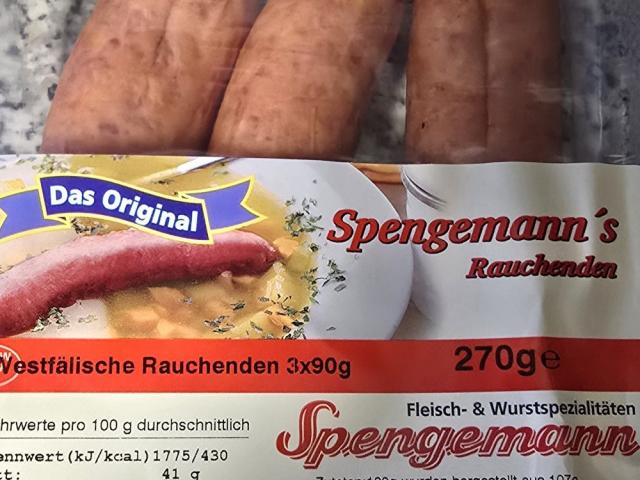 Das Original
Spengemann´s
Rauchenden
Westfälische Rauchenden 3x90g
270g e
hrwerte pro 100 g durchschnittlich
ennwert (kJ/kcal) 1775/430
tt: 41 g
Fleisch- & Wurstspezialitäten
Spengemann